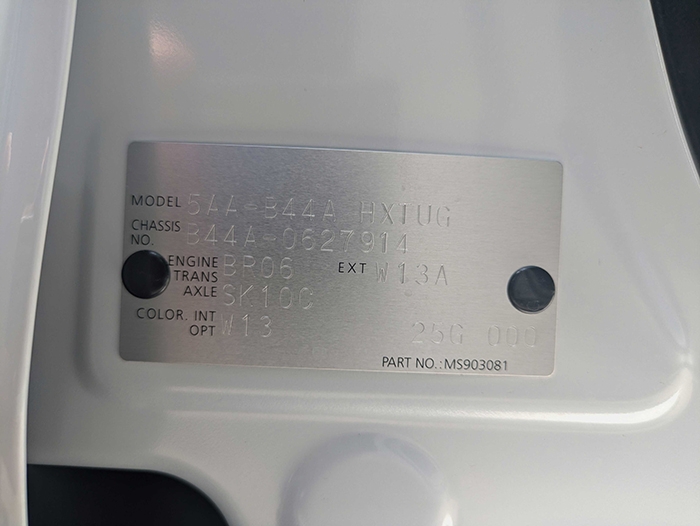 MODEL 5AA-B44A HXTUG
CHASSIS NO. B44A-0627914
ENGINE BR06 EXT W13A
TRANS AXLE SK10C
COLOR. INT W13
OPT 25G 000
PART NO.:MS903081